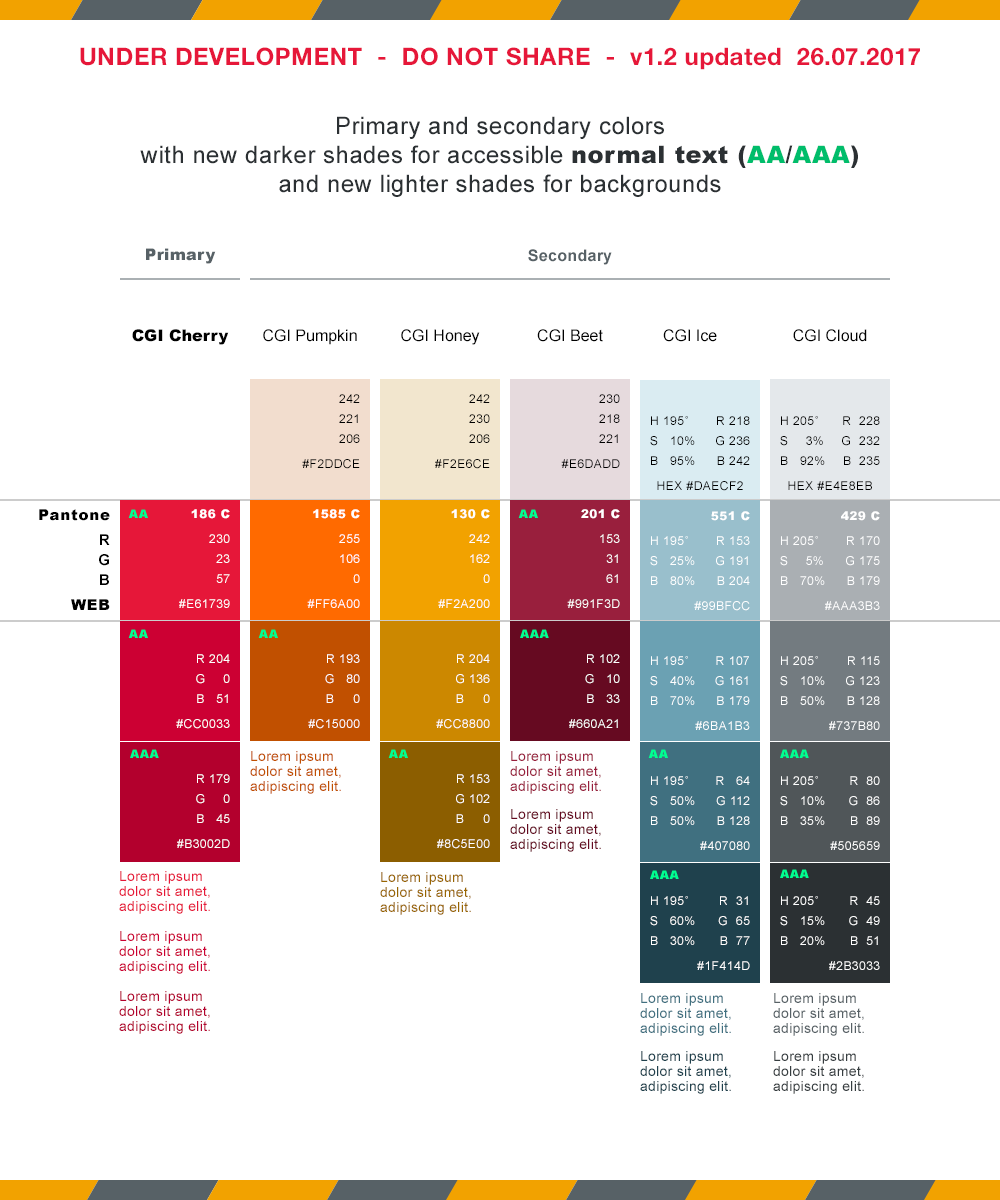 UNDER DEVELOPMENT - DO NOT SHARE - v1.2 updated 26.07.2017
Primary and secondary colors
with new darker shades for accessible normal text (AA/AAA)
and new lighter shades for backgrounds
Primary
Secondary
CGI Cherry
CGI Pumpkin
CGI Honey
CGI Beet
CGI Ice
CGI Cloud
242
221
206
#F2DDCE
242
230
206
#F2E6CE
230
218
221
#E6DADD
H 195° R 218
S 10% G 236
B 95% B 242
HEX #DAECF2
H 205° R 228
S 3% G 232
B 92% B 235
HEX #E4E8EB
Pantone
R
G
B
WEB
AA 186 C
230
23
57
#E61739
1585 C
255
106
0
#FF6A00
130 C
242
162
0
#F2A200
AA 201 C
153
31
61
#991F3D
551 C
H 195° R 153
S 25% G 191
B 80% B 204
#99BFCC
429 C
H 205° R 170
S 5% G 175
B 70% B 179
#AAA3B3
AA
R 204
G 0
B 51
#CC0033
AA
R 193
G 80
B 0
#C15000
R 204
G 136
B 0
#CC8800
AAA
R 102
G 10
B 33
#660A21
H 195° R 107
S 40% G 161
B 70% B 179
#6BA1B3
H 205° R 115
S 10% G 123
B 50% B 128
#737B80
AAA
R 179
G 0
B 45
#B3002D
Lorem ipsum
dolor sit amet,
adipiscing elit.
AA
R 153
G 102
B 0
#8C5E00
Lorem ipsum
dolor sit amet,
adipiscing elit.
Lorem ipsum
dolor sit amet,
adipiscing elit.
AA
H 195° R 64
S 50% G 112
B 50% B 128
#407080
AAA
H 205° R 80
S 10% G 86
B 35% B 89
#505659
Lorem ipsum
dolor sit amet,
adipiscing elit.
Lorem ipsum
dolor sit amet,
adipiscing elit.
Lorem ipsum
dolor sit amet,
adipiscing elit.
Lorem ipsum
dolor sit amet,
adipiscing elit.
AAA
H 195° R 31
S 60% G 65
B 30% B 77
#1F414D
AAA
H 205° R 45
S 15% G 49
B 20% B 51
#2B3033
Lorem ipsum
dolor sit amet,
adipiscing elit.
Lorem ipsum
dolor sit amet,
adipiscing elit.
Lorem ipsum
dolor sit amet,
adipiscing elit.
Lorem ipsum
dolor sit amet,
adipiscing elit.